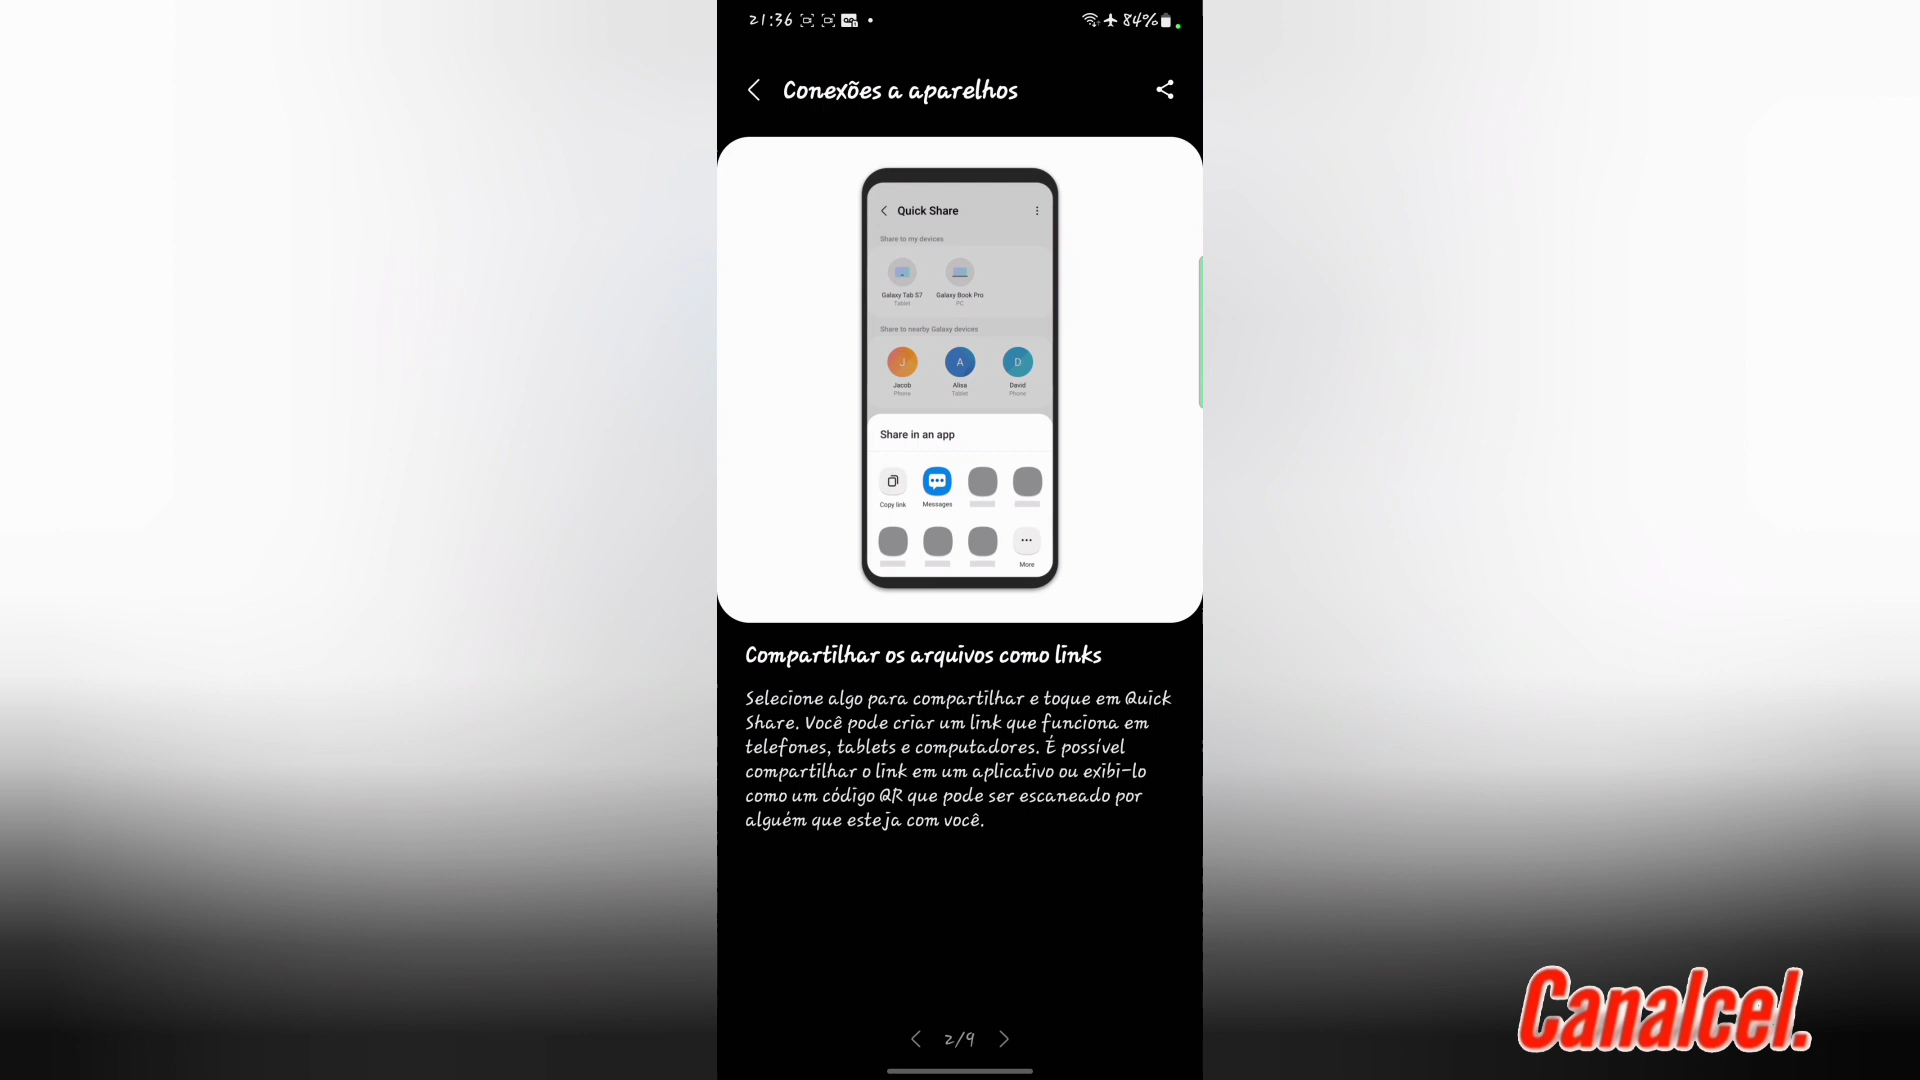 21:36
84%
Conexões a aparelhos
Quick Share
Share to my devices
Galaxy Tab S7 Galaxy Book Pro
Tablet PC
Share to nearby Galaxy devices
J A D
Jacob Alisa David
Phone Tablet Phone
Share in an app
Copy link Messages
More
Compartilhar os arquivos como links
Selecione algo para compartilhar e toque em Quick
Share. Você pode criar um link que funciona em
telefones, tablets e computadores. É possível
compartilhar o link em um aplicativo ou exibi-lo
como um código QR que pode ser escaneado por
alguém que esteja com você.
2/9
Canalcel.